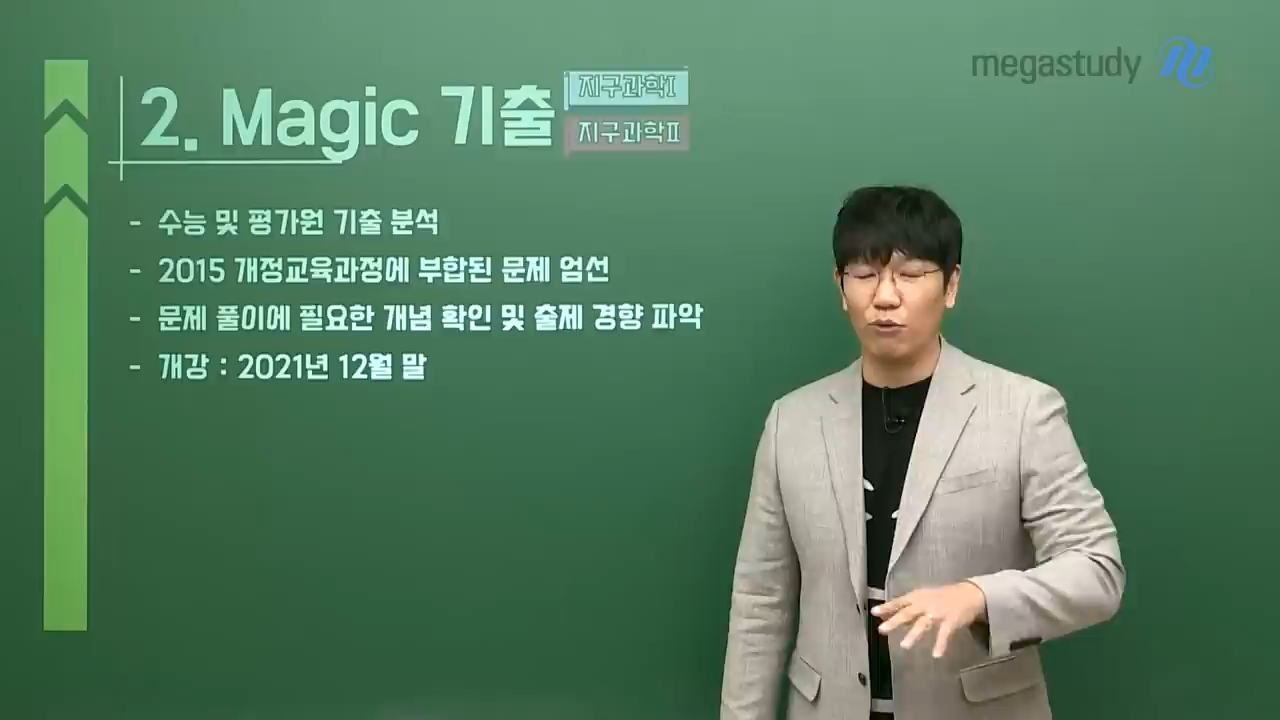 megastudy
2. Magic 기출
지구과학I
지구과학II
- 수능 및 평가원 기출 분석
- 2015 개정교육과정에 부합된 문제 엄선
- 문제 풀이에 필요한 개념 확인 및 출제 경향 파악
- 개강 : 2021년 12월 말